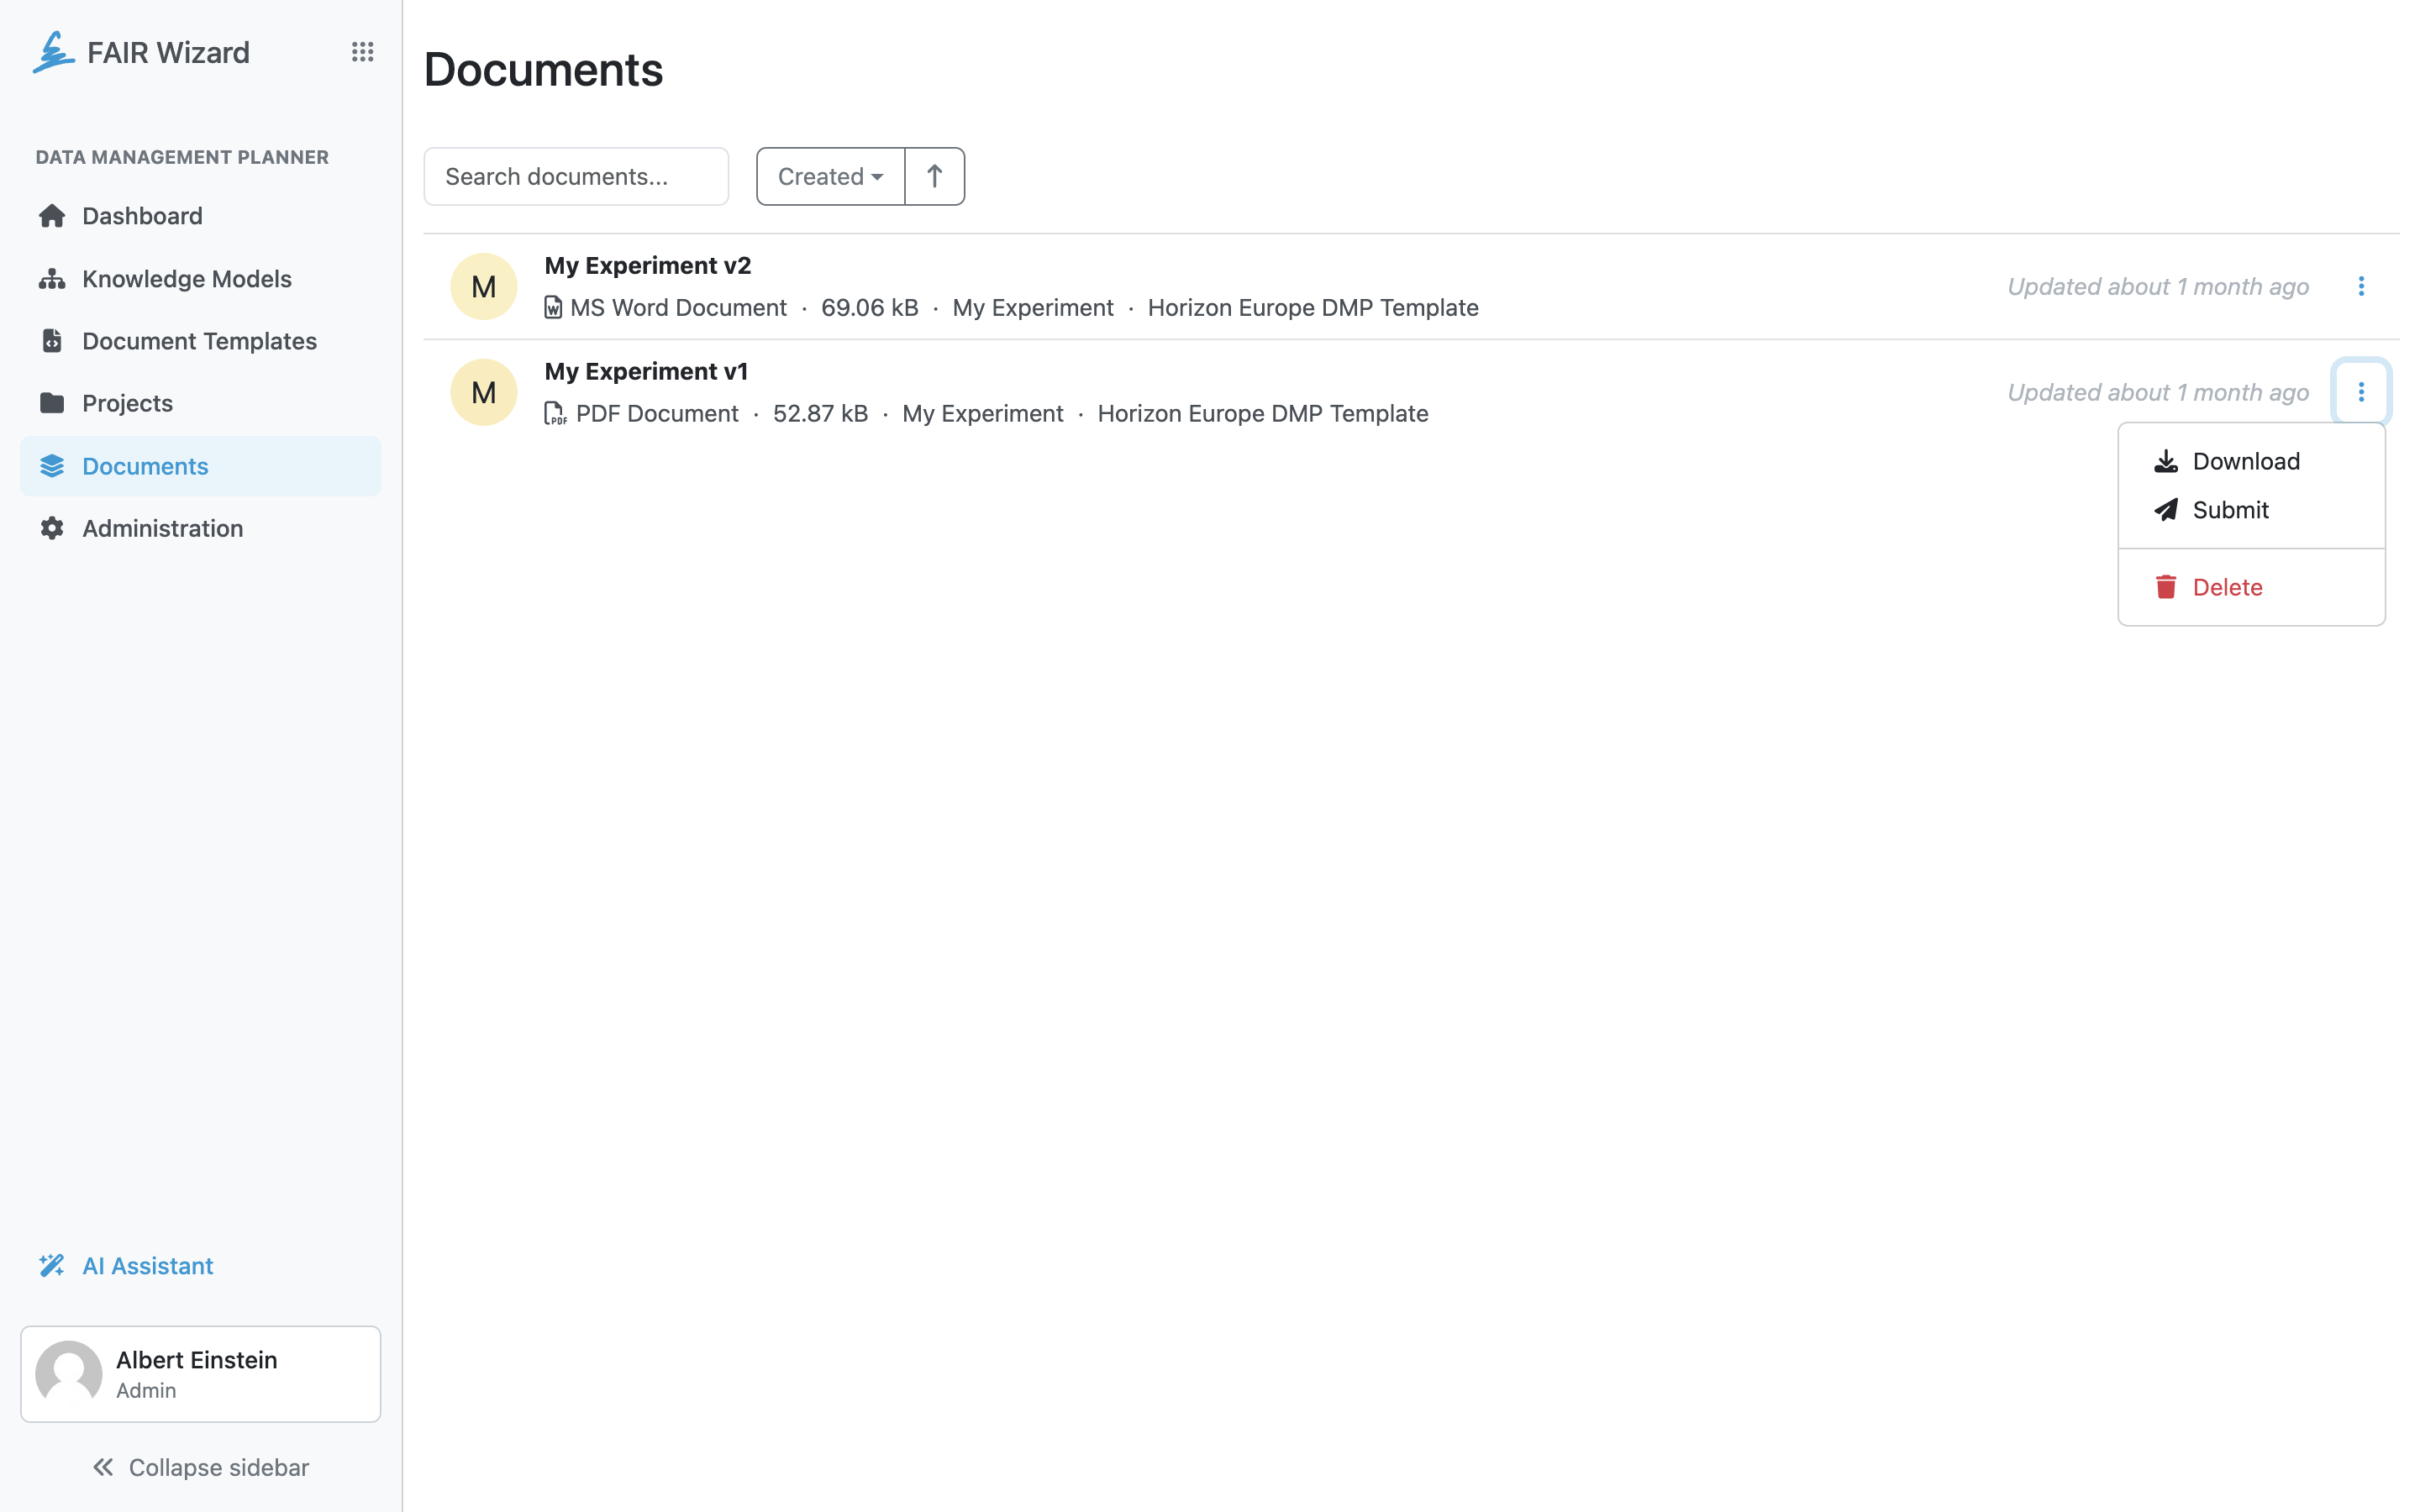 FAIR Wizard
DATA MANAGEMENT PLANNER
Dashboard
Knowledge Models
Document Templates
Projects
Documents
Administration
AI Assistant
Albert Einstein
Admin
Collapse sidebar
Documents
Search documents...
Created
M
My Experiment v2
MS Word Document · 69.06 kB · My Experiment · Horizon Europe DMP Template
Updated about 1 month ago
M
My Experiment v1
PDF Document · 52.87 kB · My Experiment · Horizon Europe DMP Template
Updated about 1 month ago
Download
Submit
Delete